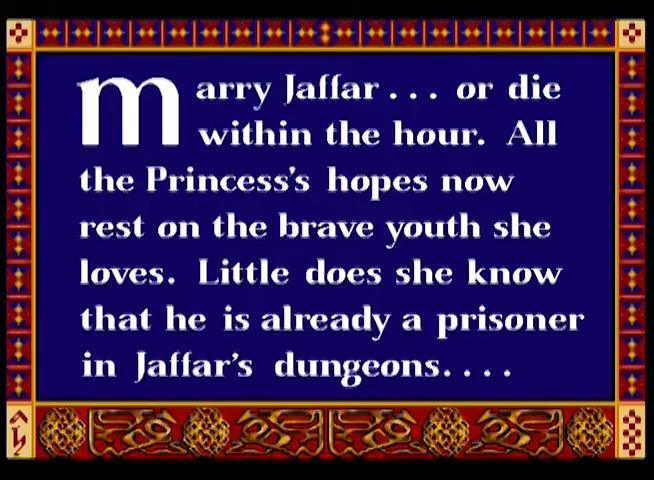 Marry Jaffar . . . or die
within the hour. All
the Princess's hopes now
rest on the brave youth she
loves. Little does she know
that he is already a prisoner
in Jaffar's dungeons. . . .